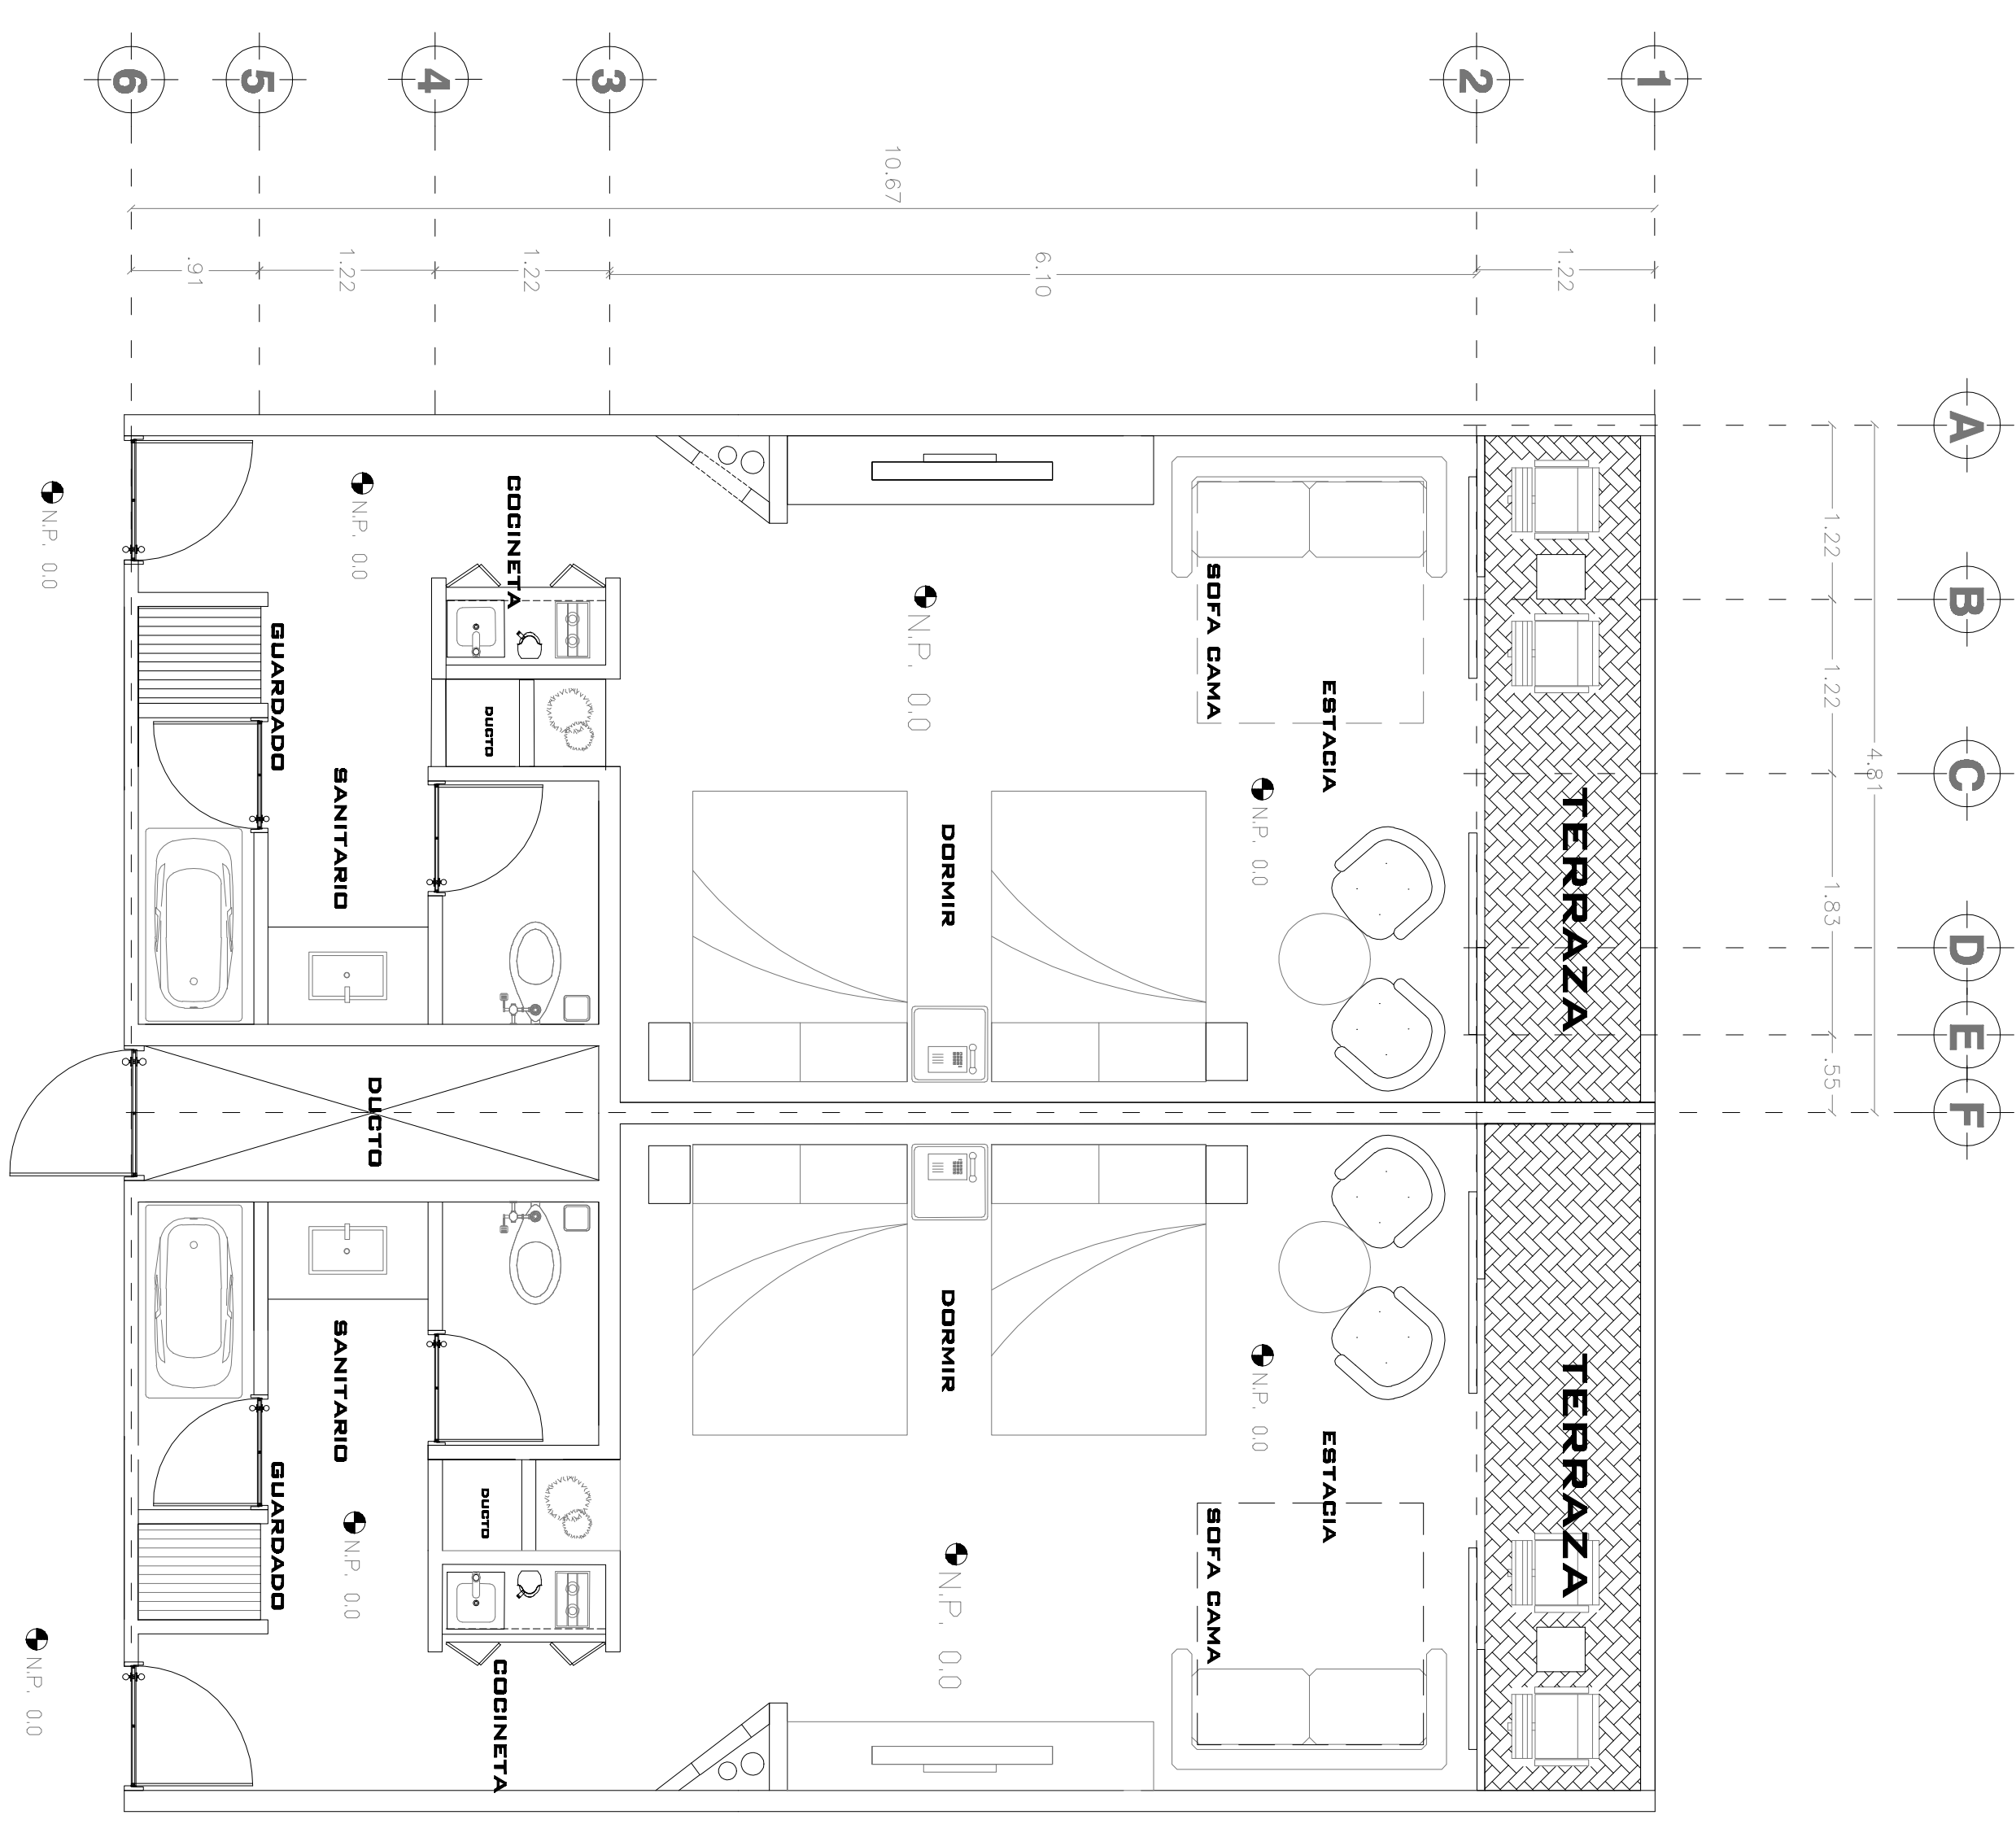 6
5
4
3
2
1
10.67
.91
1.22
1.22
6.10
1.22
A
B
C
D
E
F
1.22
1.22
1.83
.55
4.81
N.P. 0.0
N.P. 0.0
COCINETA
GUARDADO
DUCTO
SANITARIO
N.P. 0.0
SOFA CAMA
ESTACIA
DORMIR
N.P. 0.0
TERRAZA
DUCTO
SANITARIO
GUARDADO
DUCTO
N.P. 0.0
COCINETA
N.P. 0.0
DORMIR
N.P. 0.0
ESTACIA
SOFA CAMA
N.P. 0.0
TERRAZA